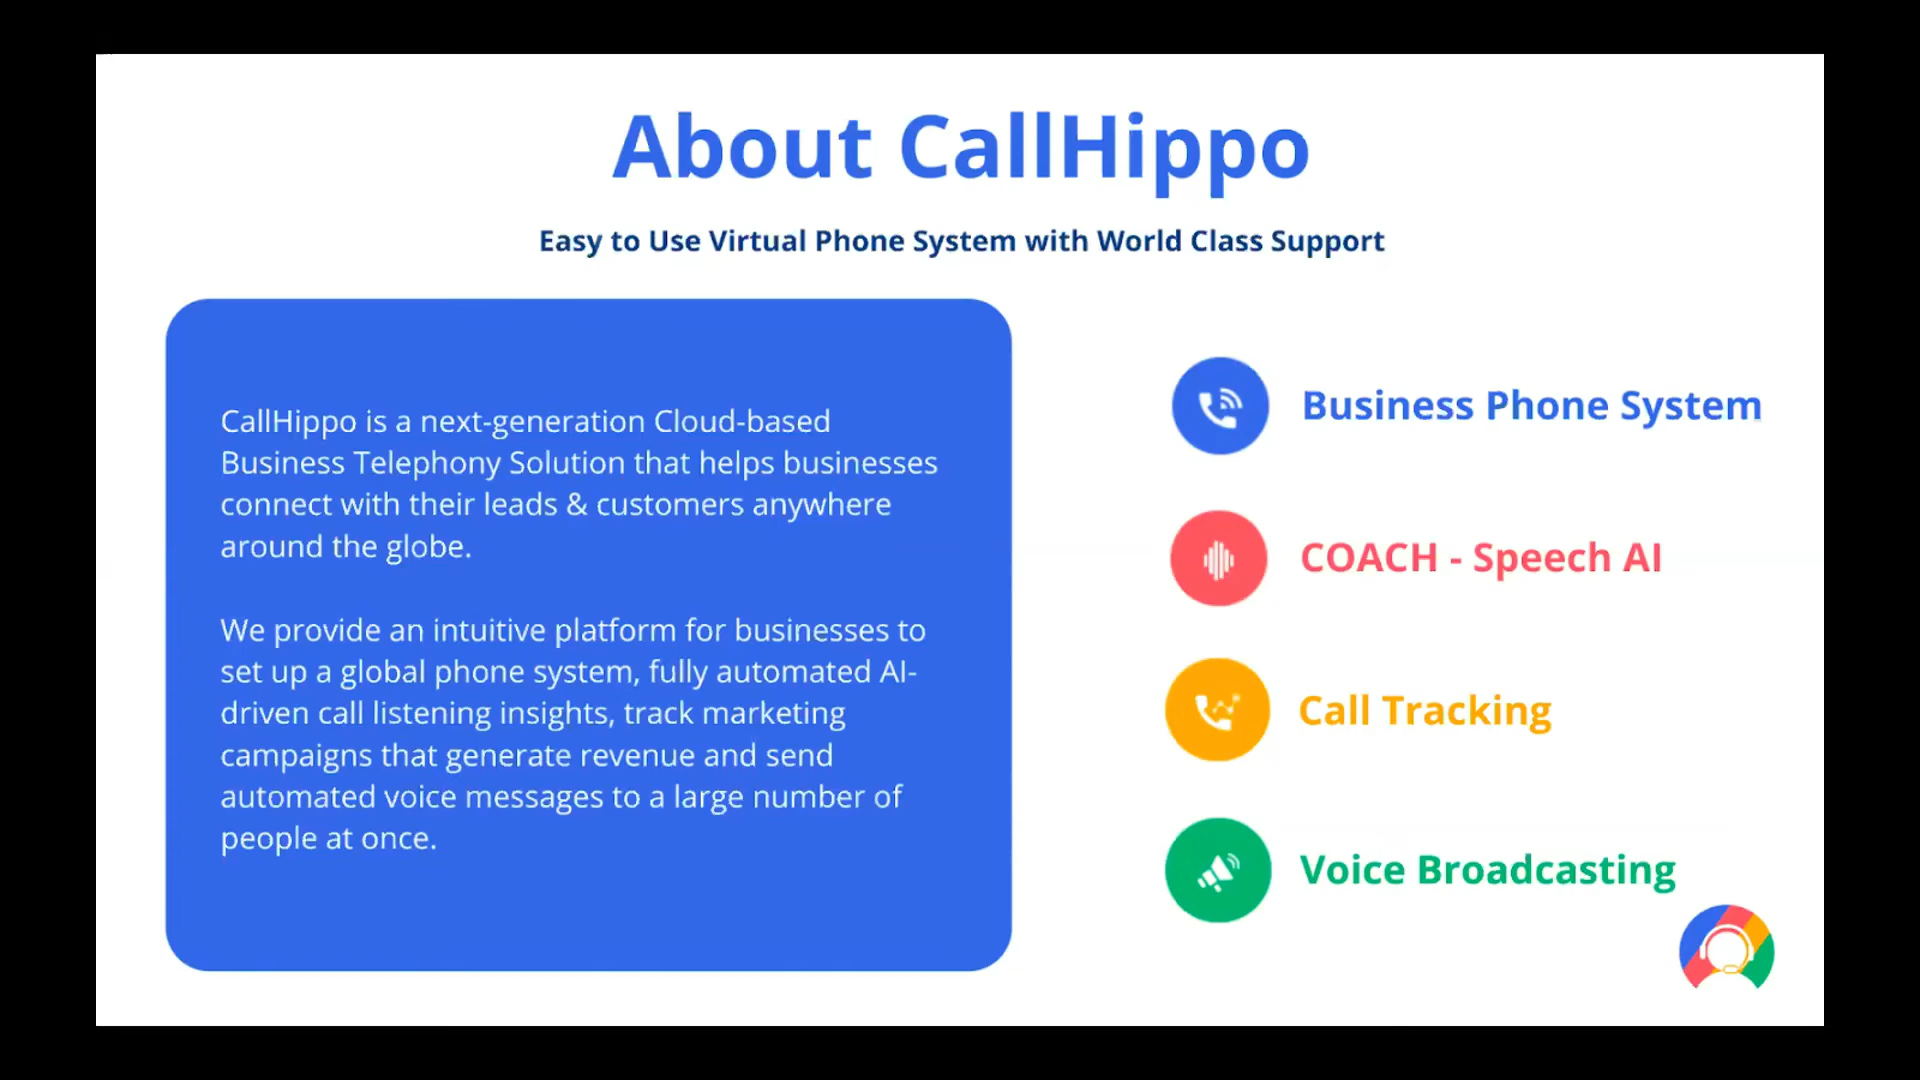 About CallHippo
Easy to Use Virtual Phone System with World Class Support
CallHippo is a next-generation Cloud-based
Business Telephony Solution that helps businesses
connect with their leads & customers anywhere
around the globe.
We provide an intuitive platform for businesses to
set up a global phone system, fully automated AI-
driven call listening insights, track marketing
campaigns that generate revenue and send
automated voice messages to a large number of
people at once.
Business Phone System
COACH - Speech AI
Call Tracking
Voice Broadcasting